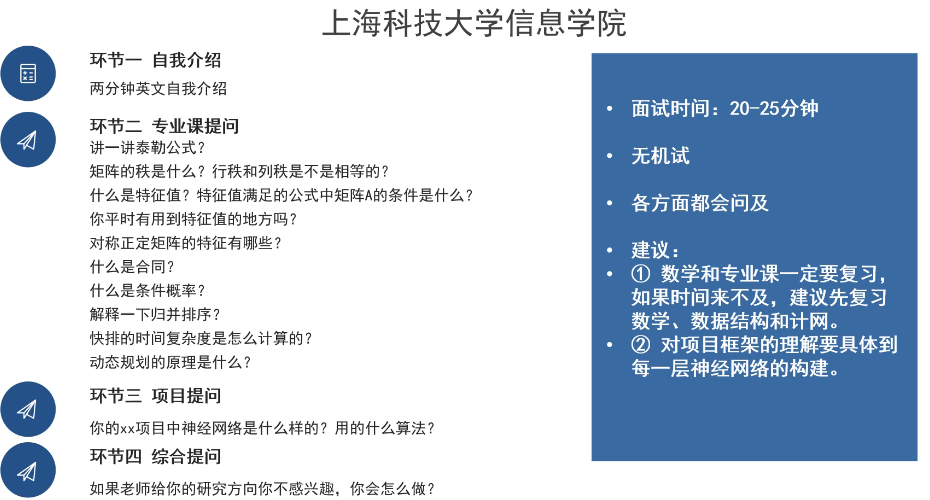 上海科技大学信息学院
环节一 自我介绍
两分钟英文自我介绍
环节二 专业课提问
讲一讲泰勒公式？
矩阵的秩是什么？行秩和列秩是不是相等的？
什么是特征值？特征值满足的公式中矩阵A的条件是什么？
你平时有用到特征值的地方吗？
对称正定矩阵的特征有哪些？
什么是合同？
什么是条件概率？
解释一下归并排序？
快排的时间复杂度是怎么计算的？
动态规划的原理是什么？
环节三 项目提问
你的xx项目中神经网络是什么样的？用的什么算法？
环节四 综合提问
如果老师给你的研究方向你不感兴趣，你会怎么做？
• 面试时间：20-25分钟
• 无机试
• 各方面都会问及
• 建议：
• ① 数学和专业课一定要复习，
如果时间来不及，建议先复习
数学、数据结构和计网。
• ② 对项目框架的理解要具体到
每一层神经网络的构建。